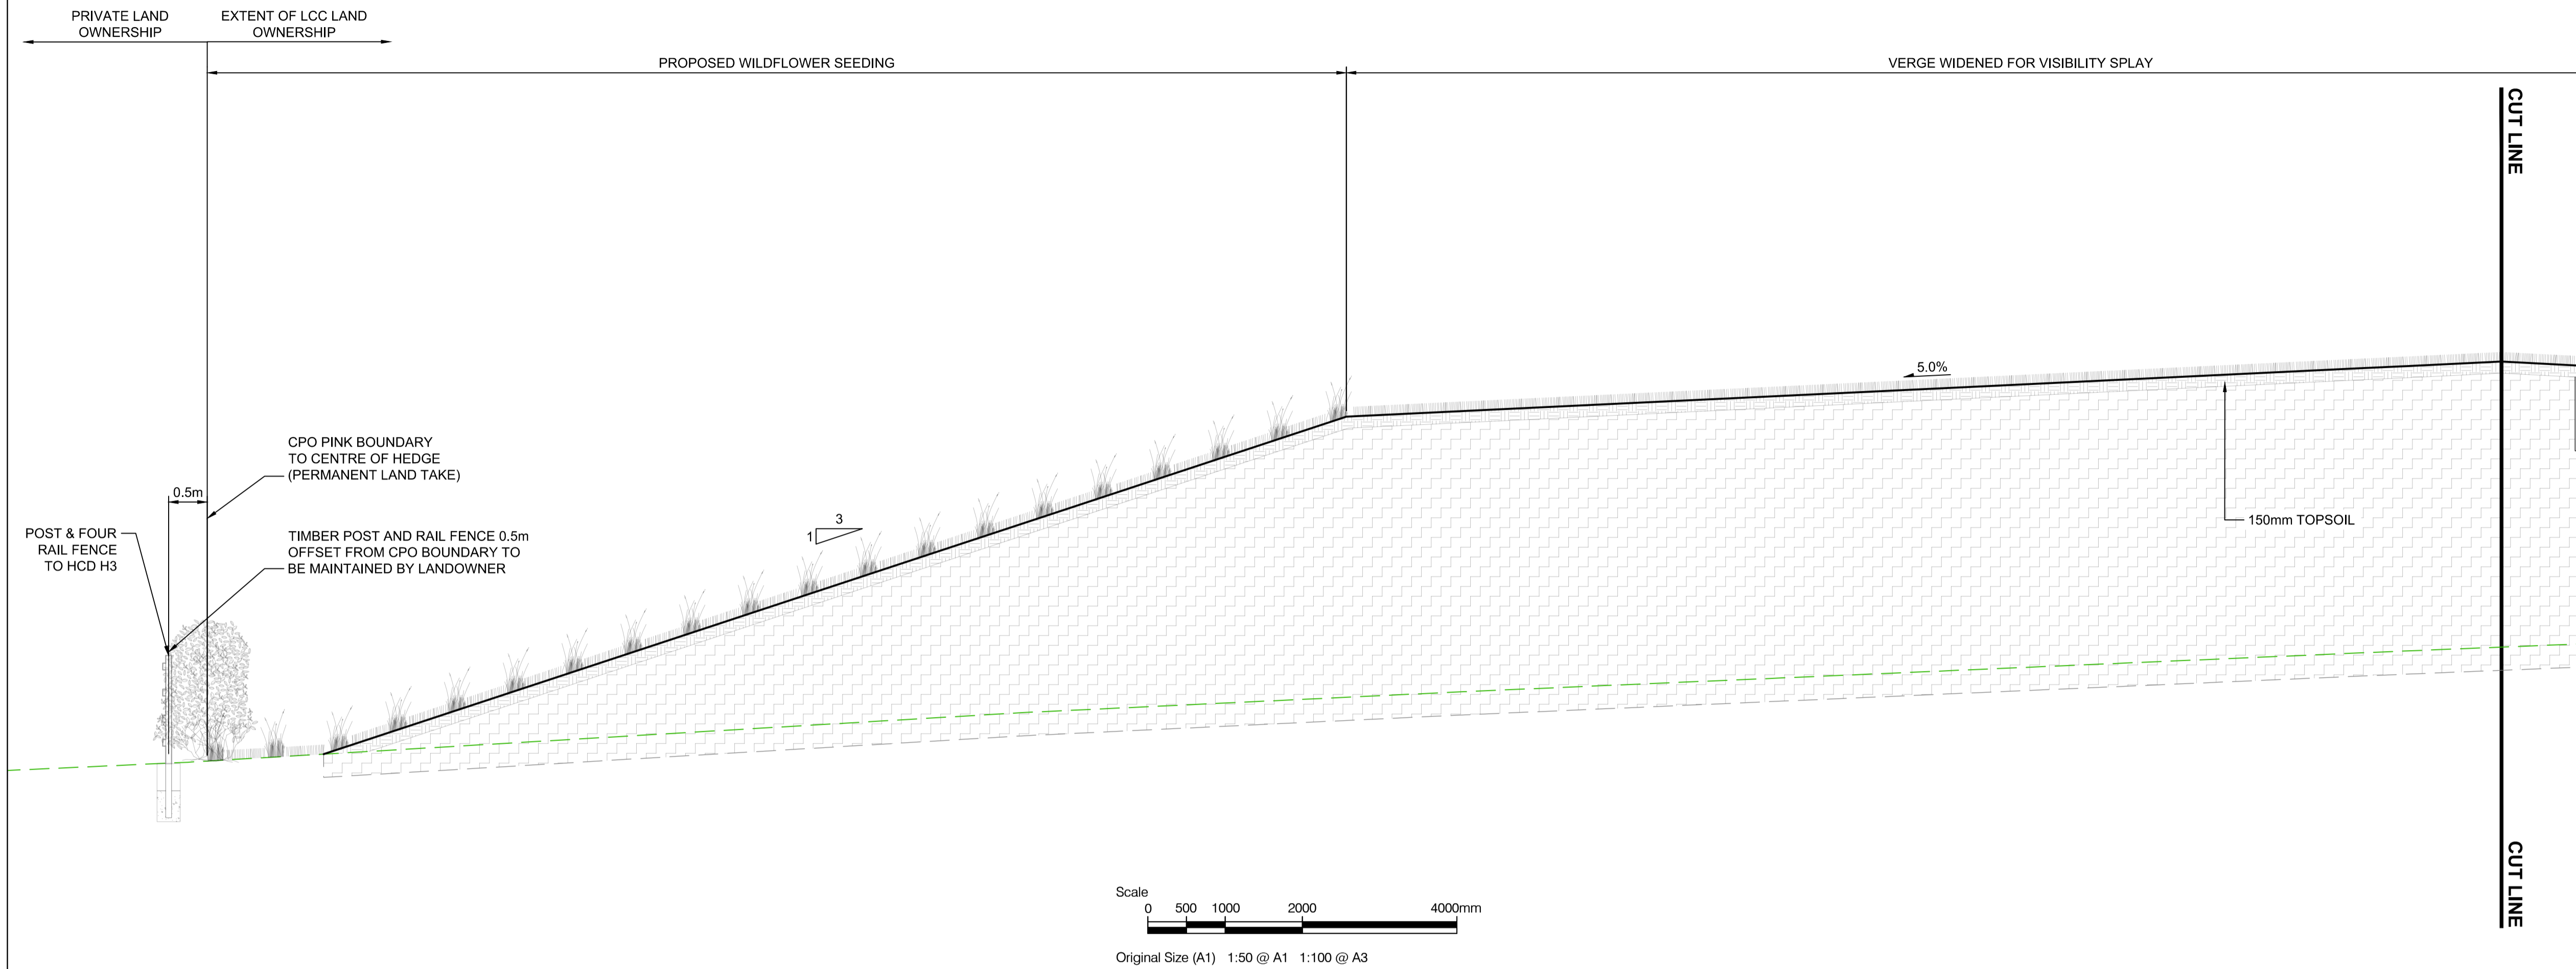 PRIVATE LAND
OWNERSHIP
EXTENT OF LCC LAND
OWNERSHIP
PROPOSED WILDFLOWER SEEDING
VERGE WIDENED FOR VISIBILITY SPLAY
CUT LINE
5.0%
CPO PINK BOUNDARY
TO CENTRE OF HEDGE
(PERMANENT LAND TAKE)
0.5m
POST & FOUR
RAIL FENCE
TO HCD H3
TIMBER POST AND RAIL FENCE 0.5m
OFFSET FROM CPO BOUNDARY TO
BE MAINTAINED BY LANDOWNER
3
1
150mm TOPSOIL
CUT LINE
Scale
0 500 1000 2000 4000mm
Original Size (A1) 1:50 @ A1 1:100 @ A3